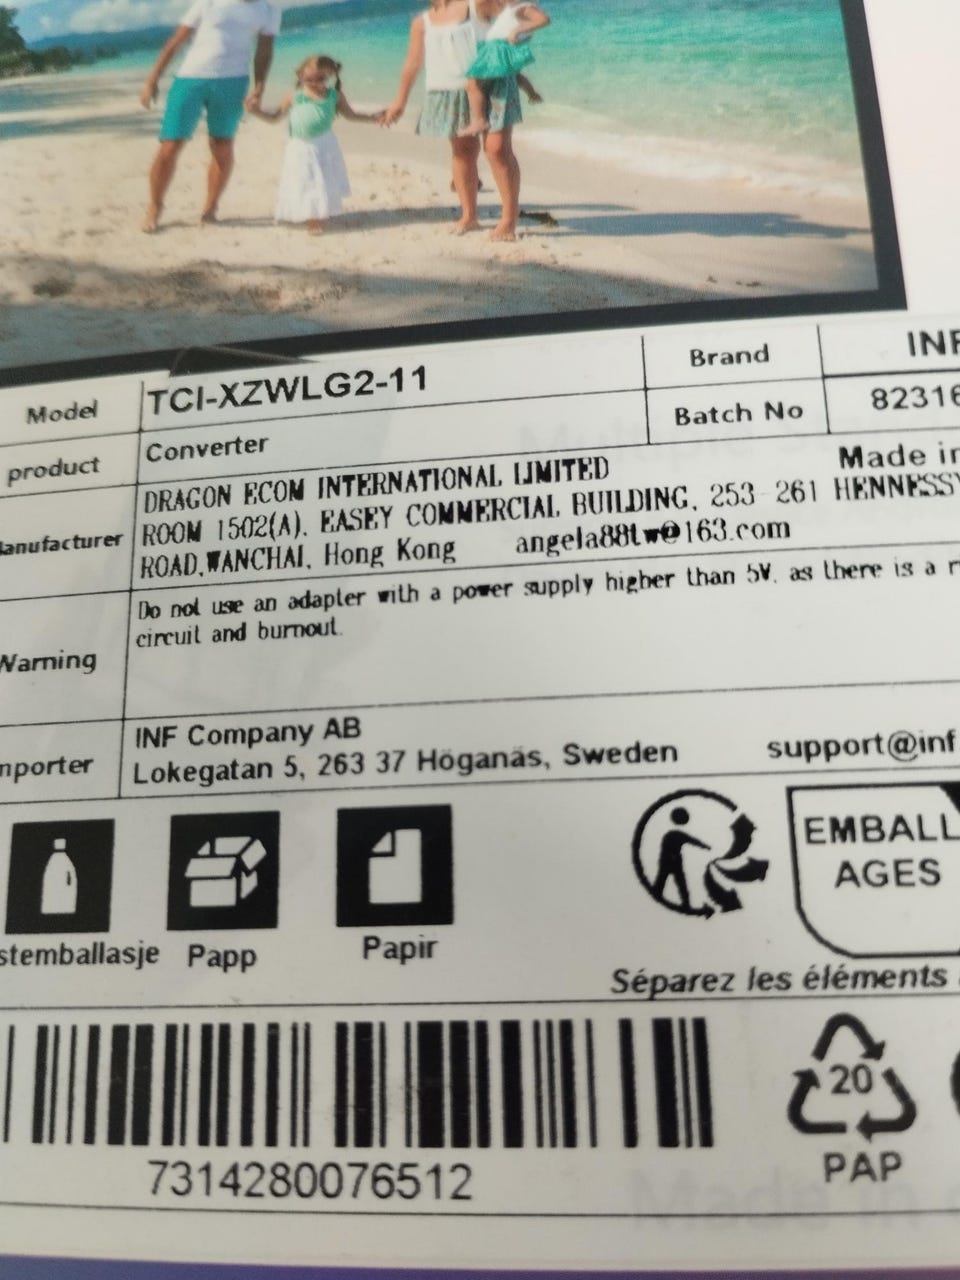 Model TCI-XZWLG2-11 Brand INF
product Converter Batch No 82316
Manufacturer DRAGON ECOM INTERNATIONAL LIMITED Made in
ROOM 1502(A), EASEY COMMERCIAL BUILDING, 253-261 HENNESSY
ROAD,WANCHAI, Hong Kong angela88tw@163.com
Warning Do not use an adapter with a power supply higher than 5V, as there is a
circuit and burnout.
Importer INF Company AB
Lokegatan 5, 263 37 Höganäs, Sweden support@inf
stemballasje Papp Papir
EMBALL
AGES
Séparez les éléments
7314280076512
20
PAP